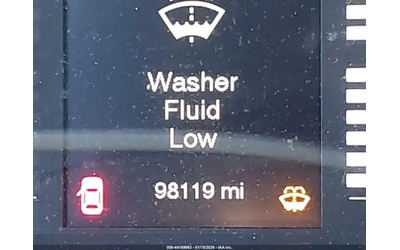 Washer
Fluid
Low
98119 mi